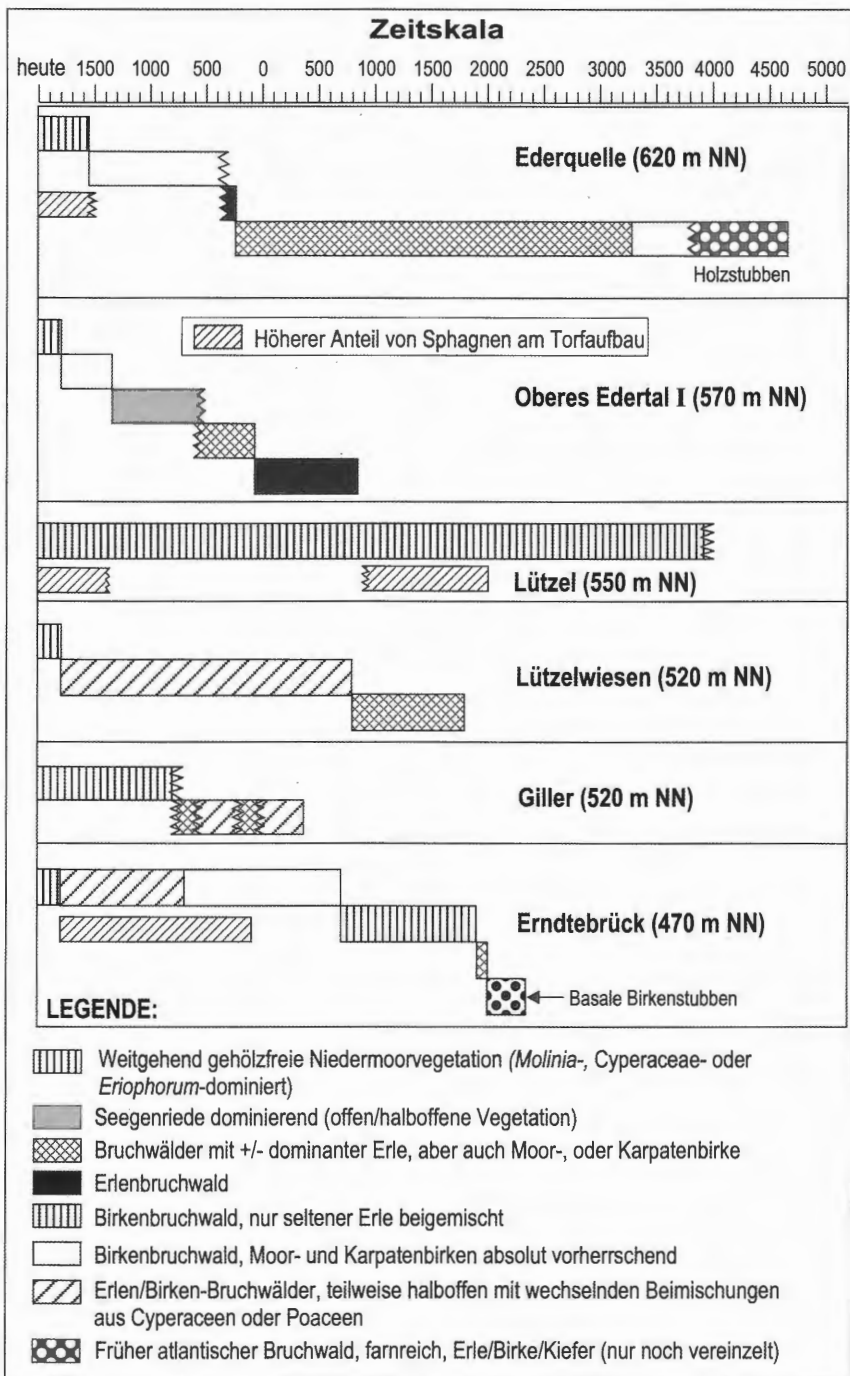 Zeitskala
heute 1500 1000 500 0 500 1000 1500 2000 2500 3000 3500 4000 4500 5000
Ederquelle (620 m NN)
Holzstubben
Höherer Anteil von Sphagnen am Torfaufbau
Oberes Edertal I (570 m NN)
Lützel (550 m NN)
Lützelwiesen (520 m NN)
Giller (520 m NN)
Erndtebrück (470 m NN)
Basale Birkenstubben
LEGENDE:
Weitgehend gehölzfreie Niedermoorvegetation (Molinia-, Cyperaceae- oder
Eriophorum-dominiert)
Seegenriede dominierend (offen/halboffene Vegetation)
Bruchwälder mit +/- dominanter Erle, aber auch Moor-, oder Karpatenbirke
Erlenbruchwald
Birkenbruchwald, nur seltener Erle beigemischt
Birkenbruchwald, Moor- und Karpatenbirken absolut vorherrschend
Erlen/Birken-Bruchwälder, teilweise halboffen mit wechselnden Beimischungen
aus Cyperaceen oder Poaceen
Früher atlantischer Bruchwald, farnreich, Erle/Birke/Kiefer (nur noch vereinzelt)